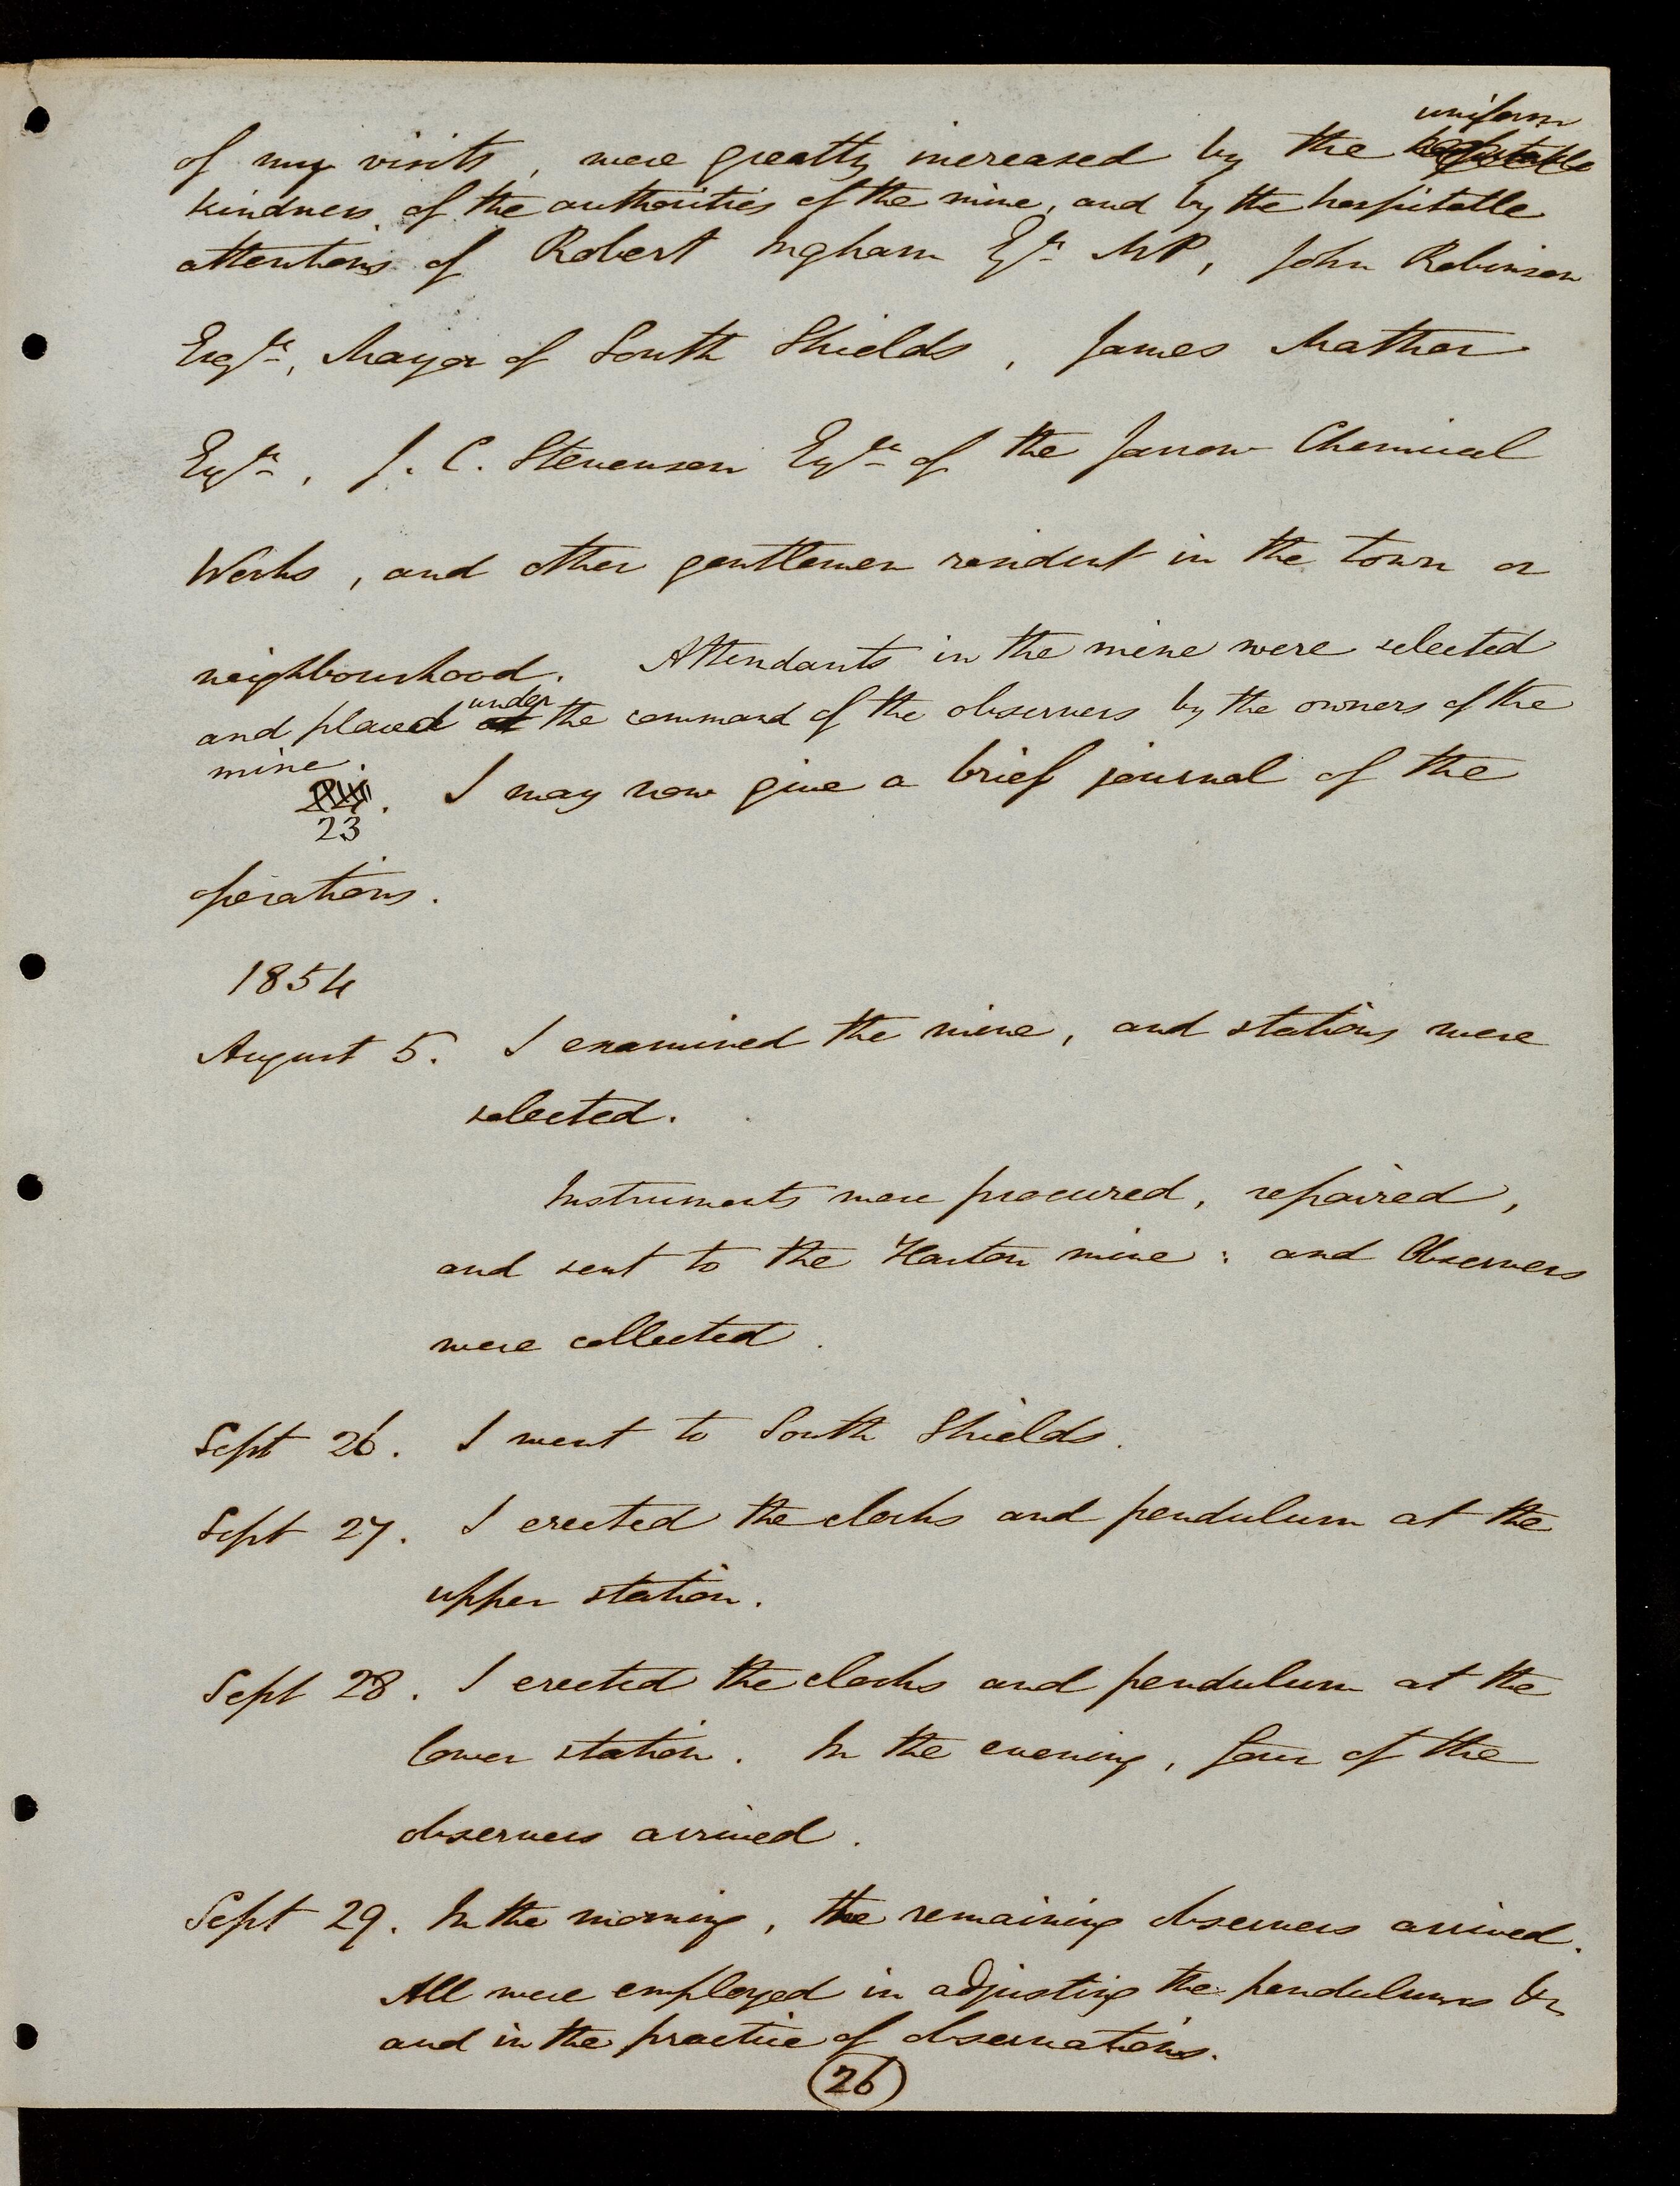 uniform
of my visits, were greatly increased by the hospitable
kindness of the authorities of the mine, and by the hospitable
attentions of Robert Ingham Esqre MP, John Robinson
Esqre, Mayor of South Shields, James Mather
Esqre, J. C. Stevenson Esqre of the Jarrow Chemical
Works, and other gentlemen resident in the town or
neighbourhood. Attendants in the mine were selected
under
and placed at the command of the observers by the owners of the
mine.
I may now give a brief journal of the
23
operations.
1854
August 5. I examined the mine, and stations were
selected.
Instruments were procured, repaired,
and sent to the Harton mine: and Observers
were collected.
Sept 26. I went to South Shields.
Sept 27. I erected the clocks and pendulum at the
upper station.
Sept 28. I erected the clocks and pendulum at the
lower station. In the evening, four of the
observers arrived.
Sept 29. In the morning, the remaining observers arrived.
All were employed in adjusting the pendulums &c
and in the practice of observations.
26